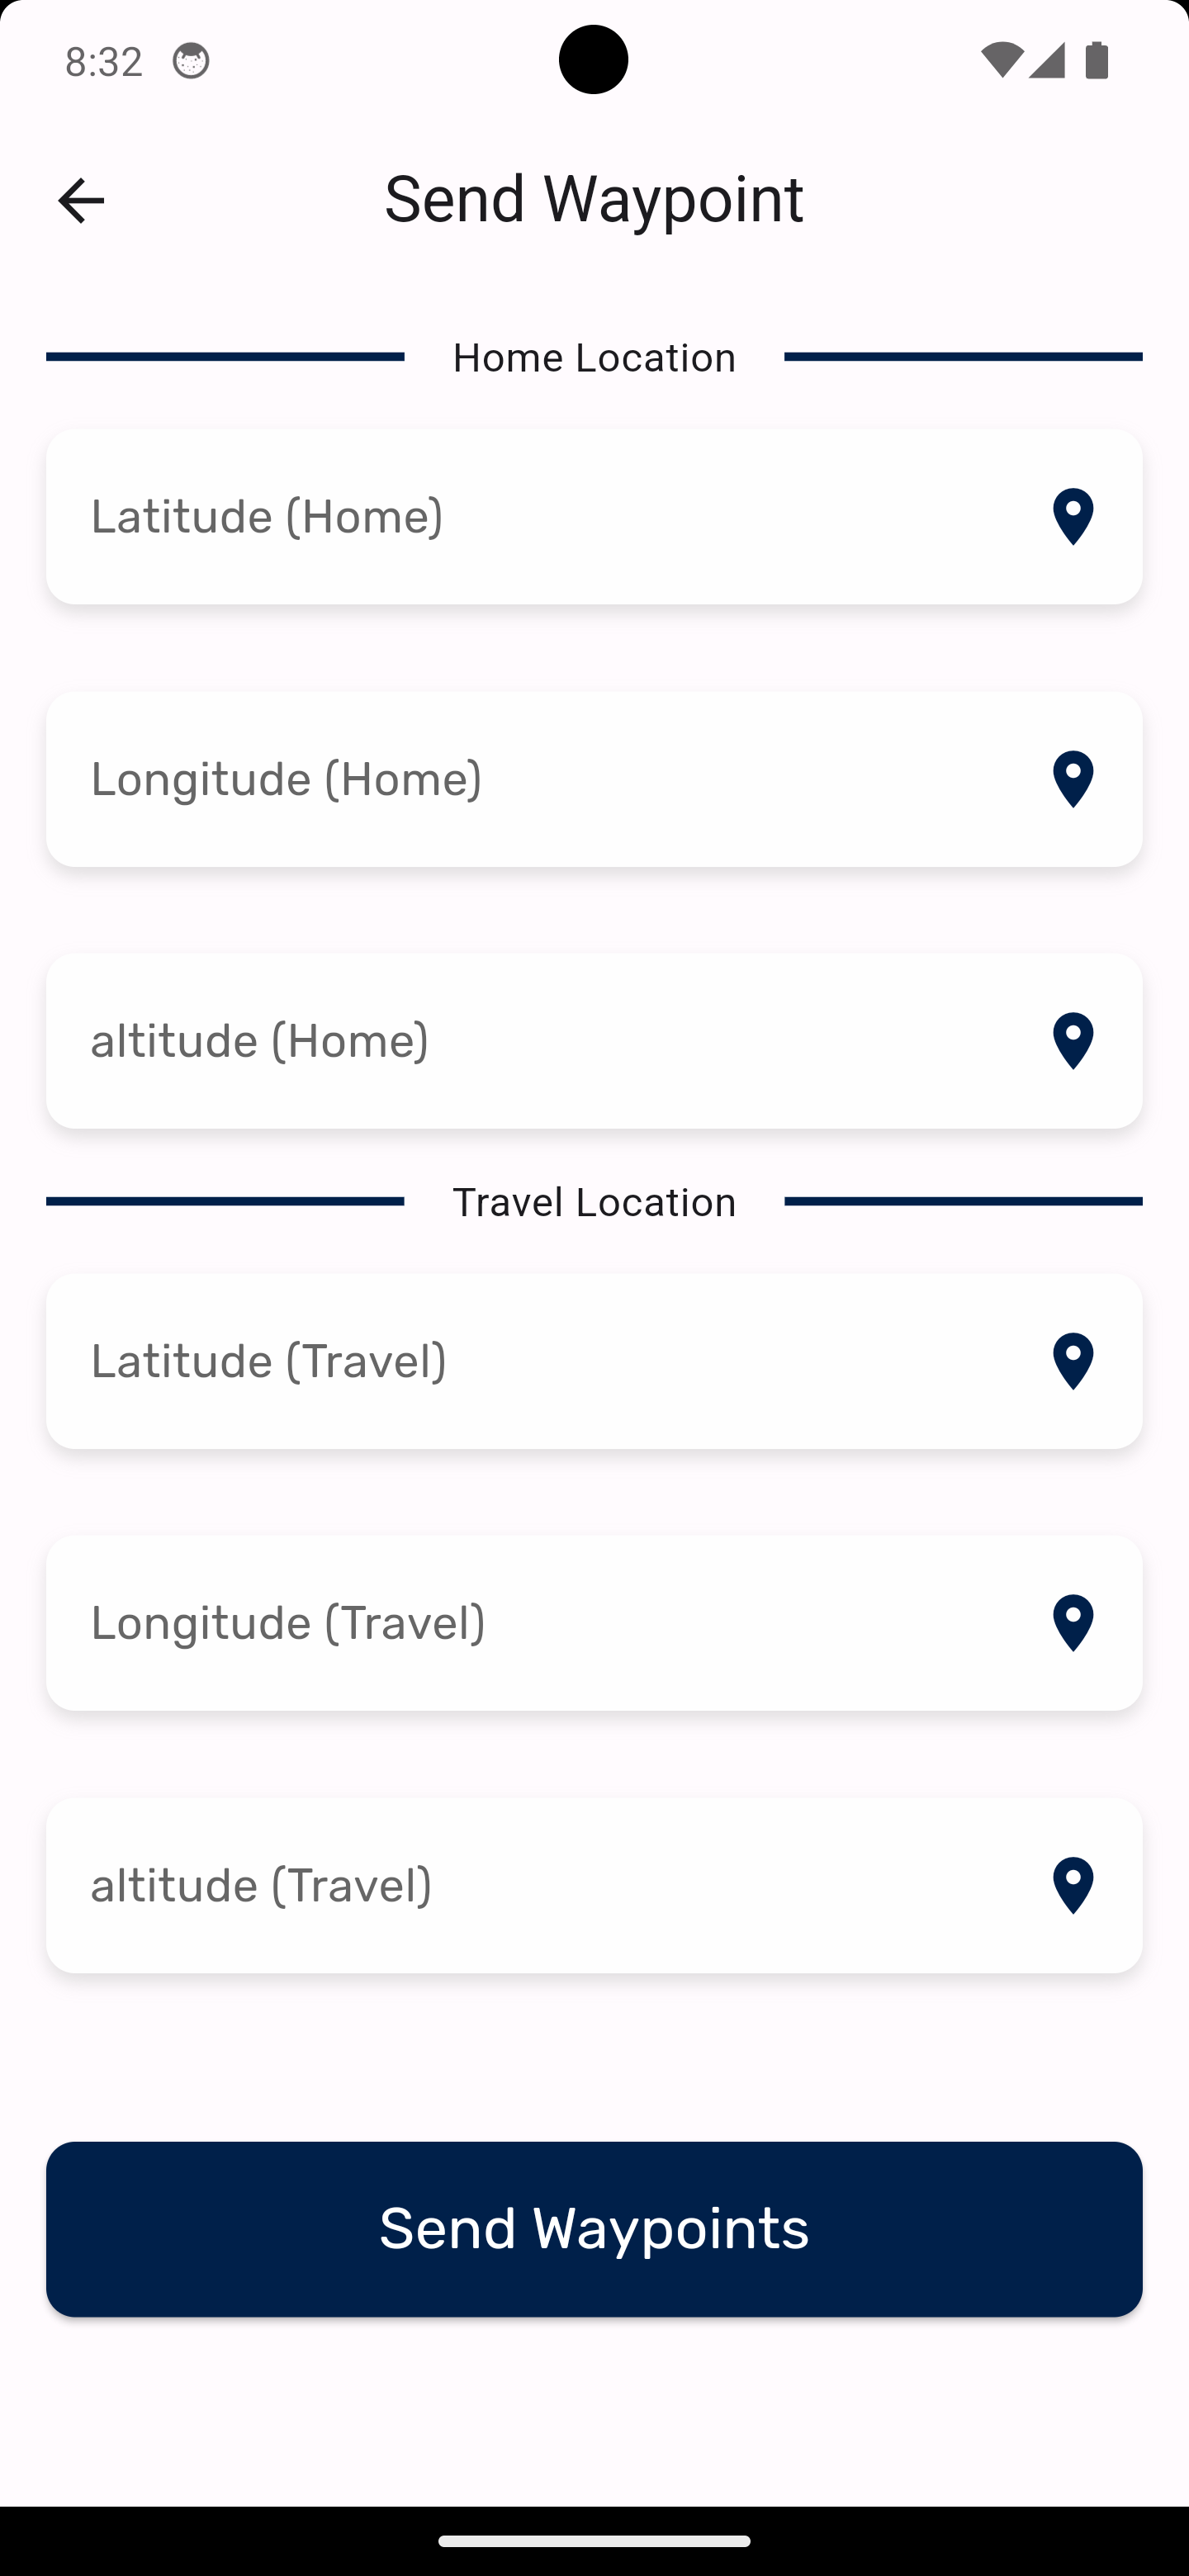 8:32
Send Waypoint
Home Location
Latitude (Home)
Longitude (Home)
altitude (Home)
Travel Location
Latitude (Travel)
Longitude (Travel)
altitude (Travel)
Send Waypoints